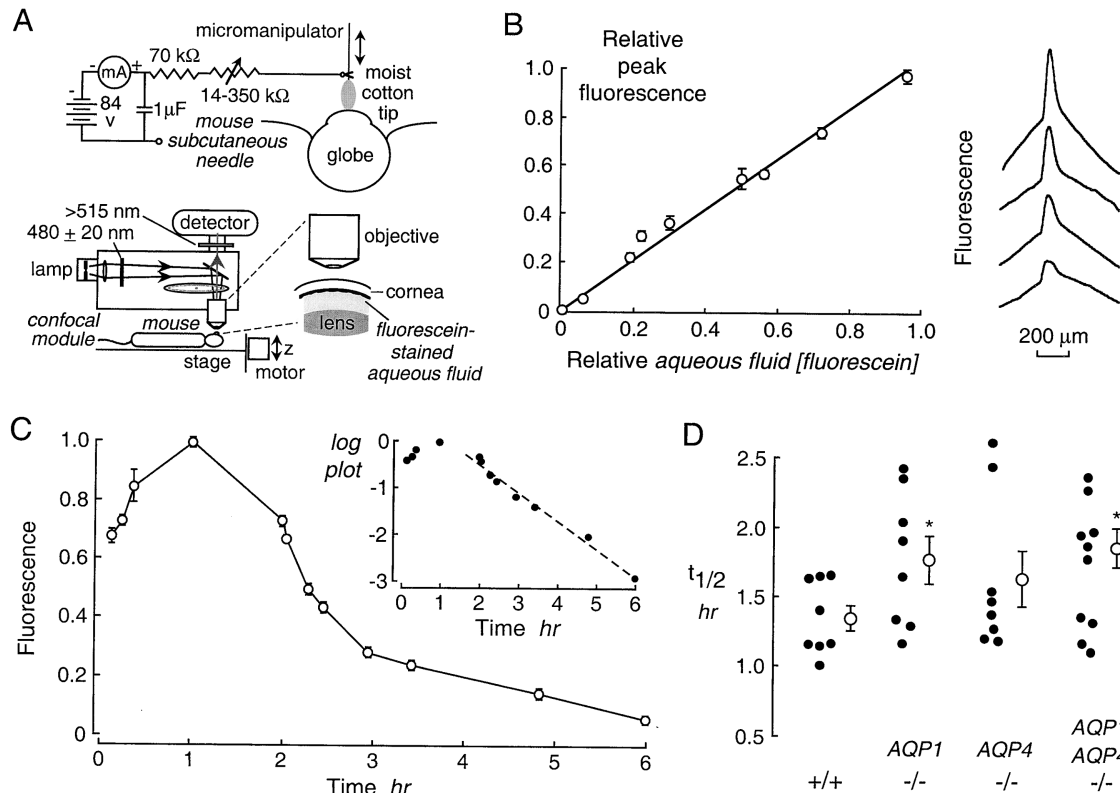 A
micromanipulator
- mA + 70 kΩ
14-350 kΩ
moist
cotton
tip
- 84
v
1μF
mouse
subcutaneous
needle
globe
>515 nm
480 ± 20 nm
detector
lamp
objective
cornea
lens
fluorescein-
stained
aqueous fluid
confocal
module
mouse
stage
z
motor
B
Relative
peak
fluorescence
1.0
0.8
0.6
0.4
0.2
0
0 0.2 0.4 0.6 0.8 1.0
Relative aqueous fluid [fluorescein]
Fluorescence
200 μm
C
Fluorescence
1.0
0.8
0.6
0.4
0.2
0
0 1 2 3 4 5 6
Time hr
log
plot
0
-1
-2
-3
0 1 2 3 4 5 6
Time hr
D
t1/2
hr
2.5
2.0
1.5
1.0
0.5
*
*
+/+
AQP1
-/-
AQP4
-/-
AQP
AQP
-/-